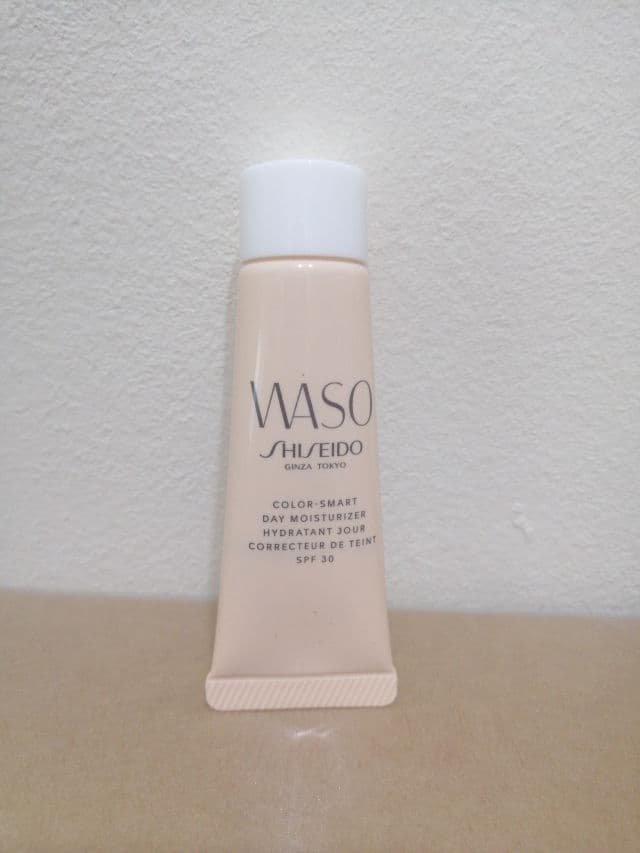 WASO
SHISEIDO
GINZA TOKYO
COLOR-SMART
DAY MOISTURIZER
HYDRATANT JOUR
CORRECTEUR DE TEINT
SPF 30